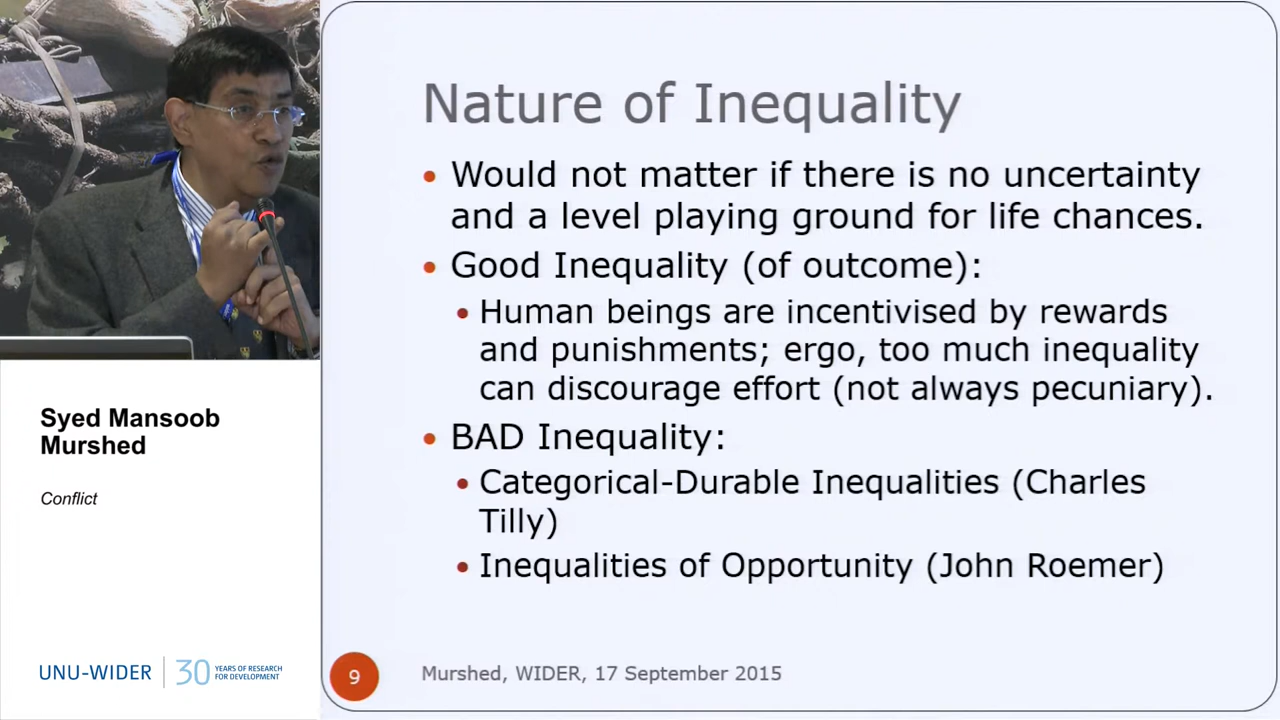 Nature of Inequality
• Would not matter if there is no uncertainty
and a level playing ground for life chances.
• Good Inequality (of outcome):
• Human beings are incentivised by rewards
and punishments; ergo, too much inequality
can discourage effort (not always pecuniary).
• BAD Inequality:
• Categorical-Durable Inequalities (Charles
Tilly)
• Inequalities of Opportunity (John Roemer)
9
Murshed, WIDER, 17 September 2015
Syed Mansoob
Murshed
Conflict
UNU-WIDER
30 YEARS OF RESEARCH
FOR DEVELOPMENT